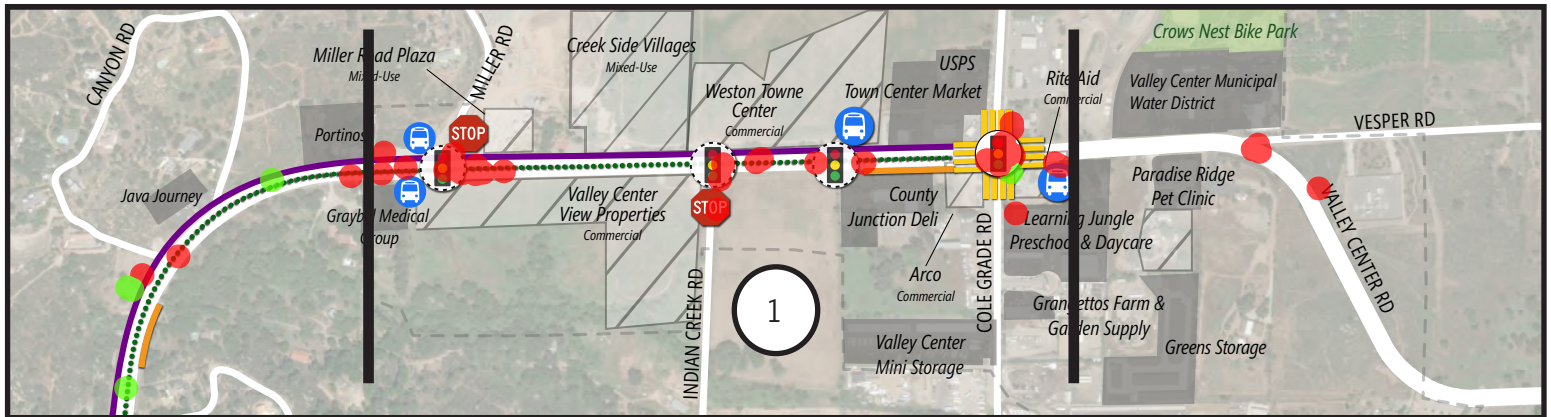 CANYON RD
Miller Road Plaza
Mixed-Use
MILLER RD
Creek Side Villages
Mixed-Use
USPS
Crows Nest Bike Park
Portinos
STOP
Weston Towne
Center
Commercial
Town Center Market
Rite Aid
Commercial
Valley Center Municipal
Water District
VESPER RD
Java Journey
Graybill Medical
Group
Valley Center
View Properties
Commercial
STOP
County
Junction Deli
Paradise Ridge
Pet Clinic
Learning Jungle
Preschool & Daycare
VALLEY CENTER RD
INDIAN CREEK RD
1
Arco
Commercial
COLE GRADE RD
Grangettos Farm &
Garden Supply
Valley Center
Mini Storage
Greens Storage